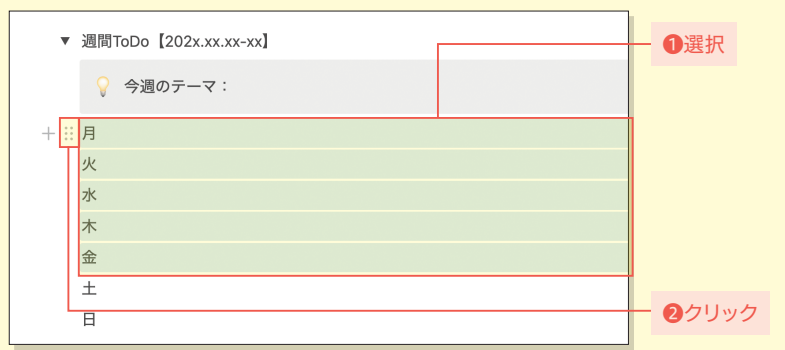 ▼ 週間ToDo【202x.xx.xx-xx】
❶選択
今週のテーマ：
月
火
水
木
金
土
❷クリック
日